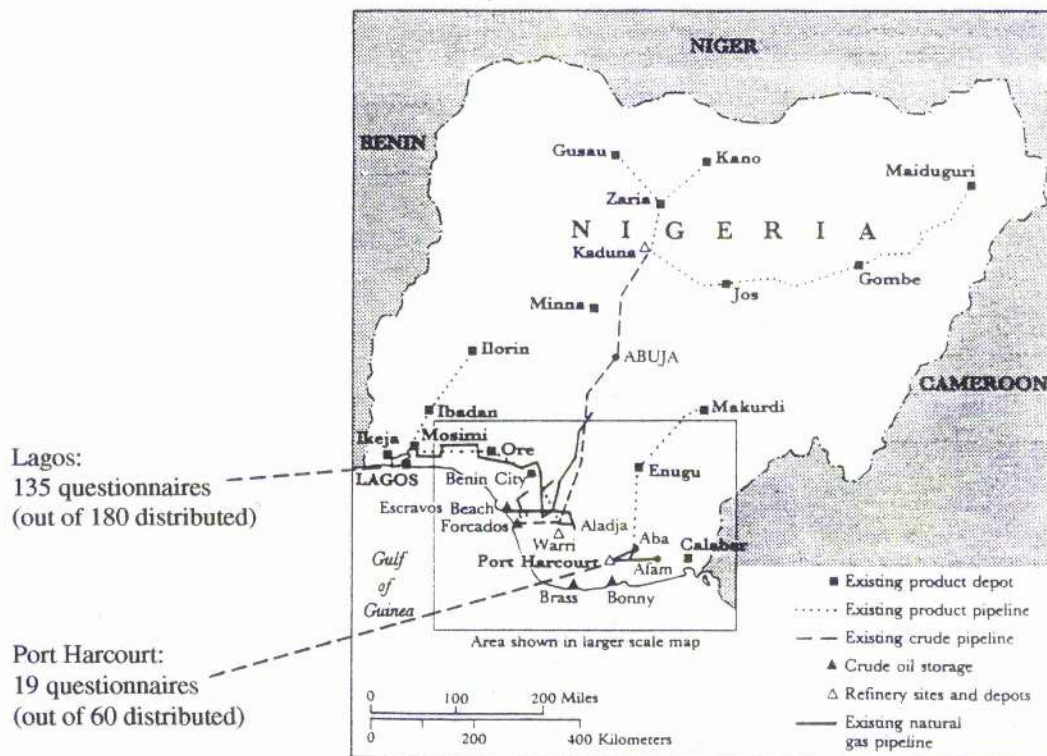 NIGER
BENIN
Gusau
Kano
Maiduguri
Zaria
NIGERIA
Kaduna
Gombe
Jos
Minna
Ilorin
ABUJA
CAMEROON
Ibadan
Makurdi
Ikeja
Mosimi
Ore
LAGOS
Benin City
Enugu
Escravos Beach
Forcados
Aladja
Warri
Aba
Calabar
Port Harcourt
Afam
Gulf
of
Guinea
Brass
Bonny
Area shown in larger scale map
Lagos:
135 questionnaires
(out of 180 distributed)
Port Harcourt:
19 questionnaires
(out of 60 distributed)
0 100 200 Miles
0 200 400 Kilometers
Existing product depot
Existing product pipeline
Existing crude pipeline
Crude oil storage
Refinery sites and depots
Existing natural
gas pipeline